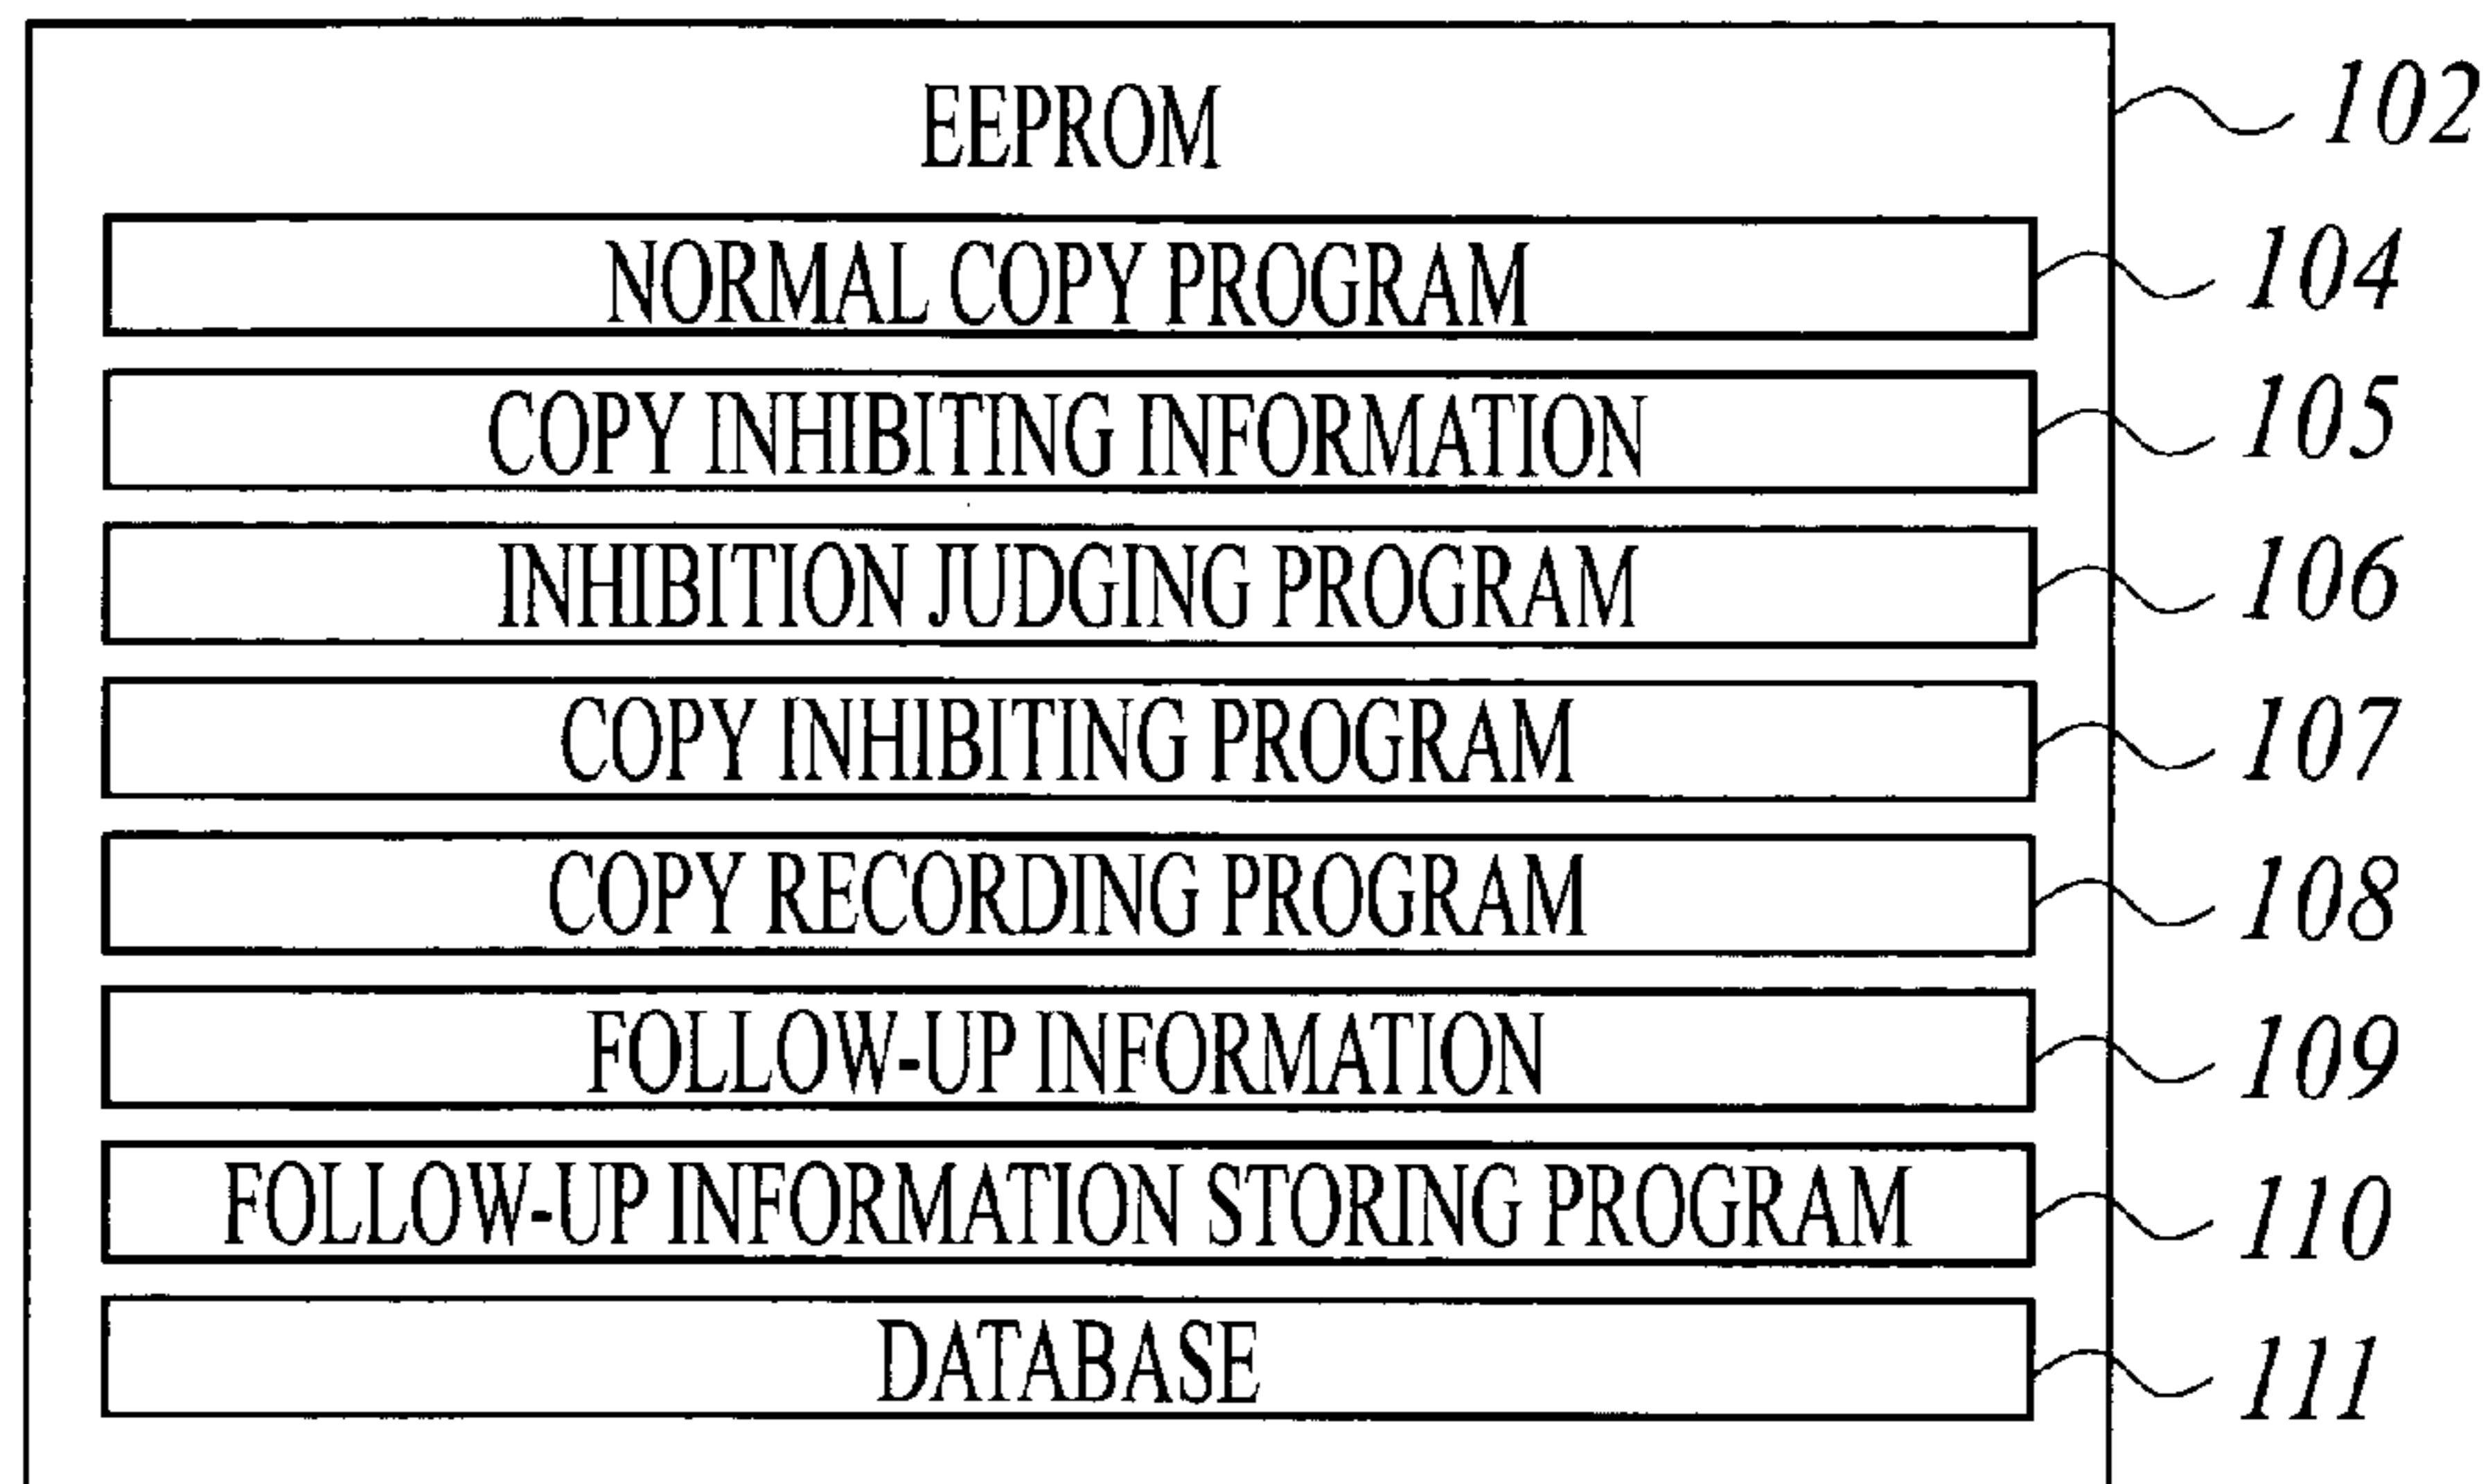 EEPROM 102
NORMAL COPY PROGRAM 104
COPY INHIBITING INFORMATION 105
INHIBITION JUDGING PROGRAM 106
COPY INHIBITING PROGRAM 107
COPY RECORDING PROGRAM 108
FOLLOW-UP INFORMATION 109
FOLLOW-UP INFORMATION STORING PROGRAM 110
DATABASE 111